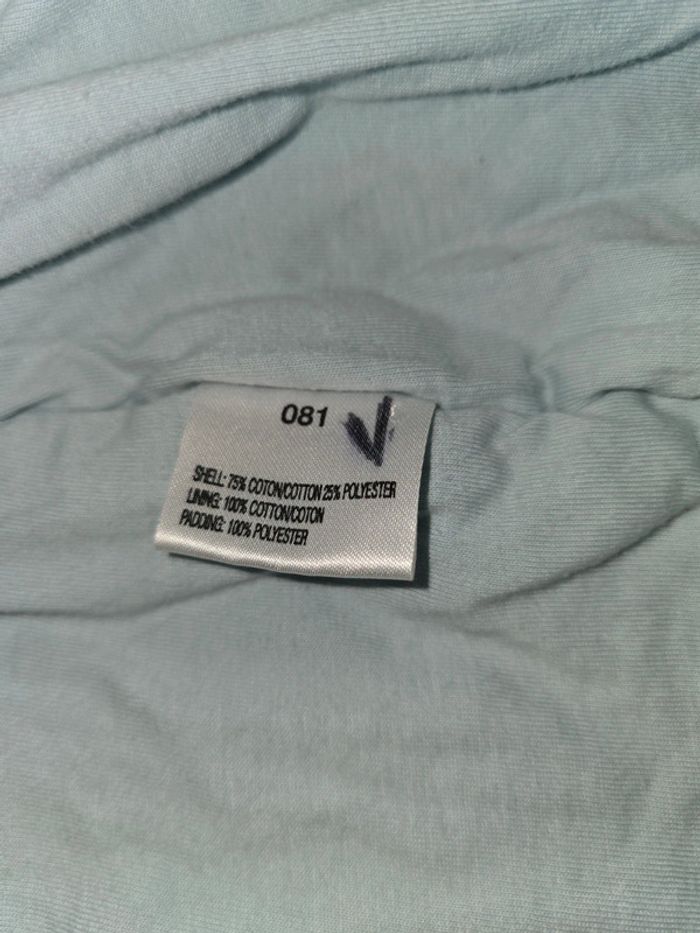 081
SHELL: 75% COTON/COTTON 25% POLYESTER
LINING: 100% COTTON/COTON
PADDING: 100% POLYESTER